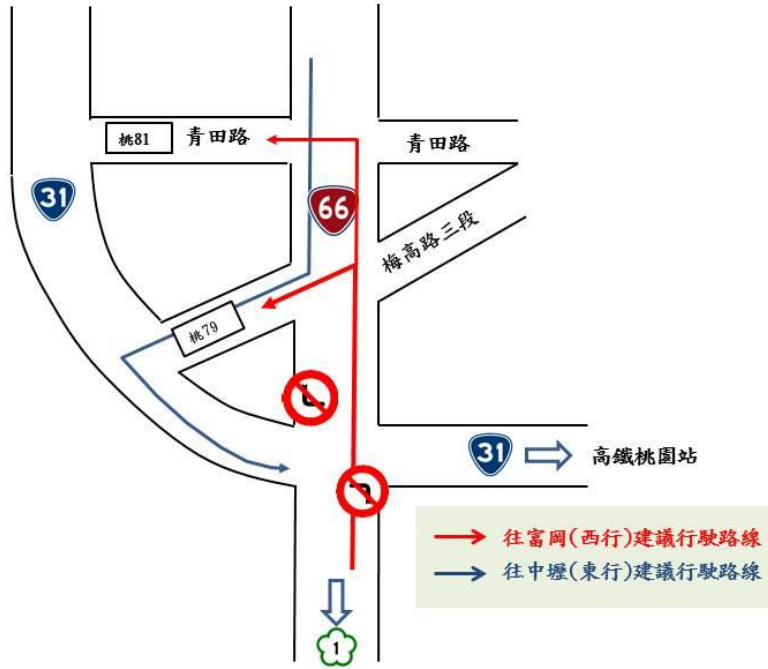 桃81
青田路
青田路
31
66
梅高路三段
桃79
31
高鐵桃園站
往富岡(西行)建議行駛路線
往中壢(東行)建議行駛路線
1